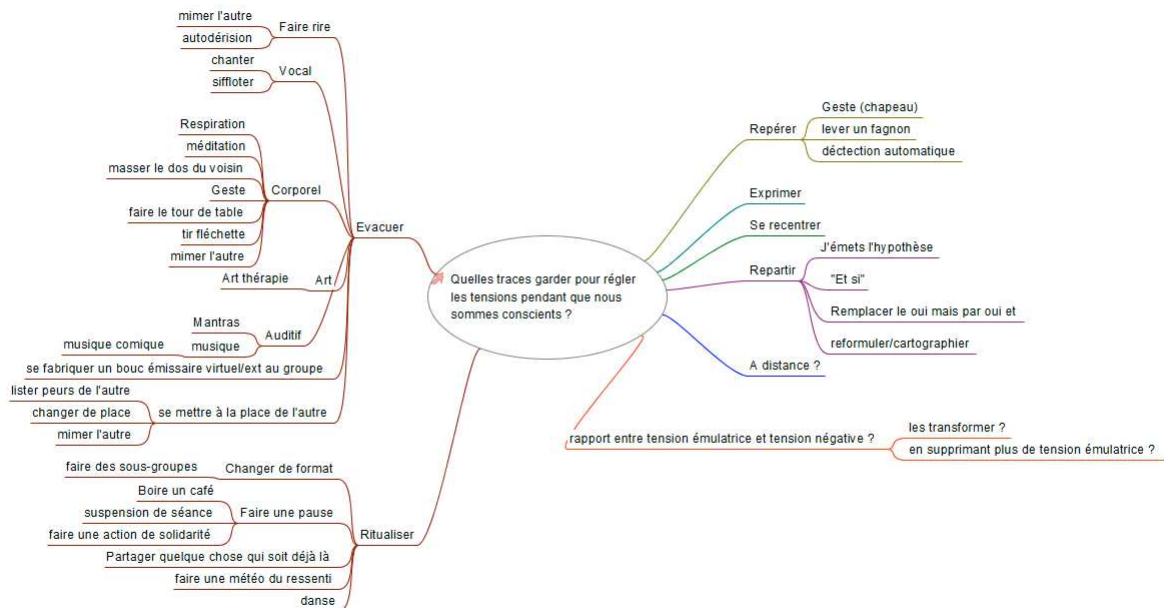 Quelles traces garder pour régler
les tensions pendant que nous
sommes conscients ?
Evacuer
Faire rire
mimer l'autre
autodérision
Vocal
chanter
siffloter
Corporel
Respiration
méditation
masser le dos du voisin
Geste
faire le tour de table
tir fléchette
mimer l'autre
Art
Art thérapie
Auditif
Mantras
musique
musique comique
se fabriquer un bouc émissaire virtuel/ext au groupe
se mettre à la place de l'autre
lister peurs de l'autre
changer de place
mimer l'autre
Ritualiser
Changer de format
faire des sous-groupes
Faire une pause
Boire un café
suspension de séance
faire une action de solidarité
Partager quelque chose qui soit déjà là
faire une météo du ressenti
danse
Repérer
Geste (chapeau)
lever un fagnon
déctection automatique
Exprimer
Se recentrer
Repartir
J'émets l'hypothèse
"Et si"
Remplacer le oui mais par oui et
reformuler/cartographier
A distance ?
rapport entre tension émulatrice et tension négative ?
les transformer ?
en supprimant plus de tension émulatrice ?